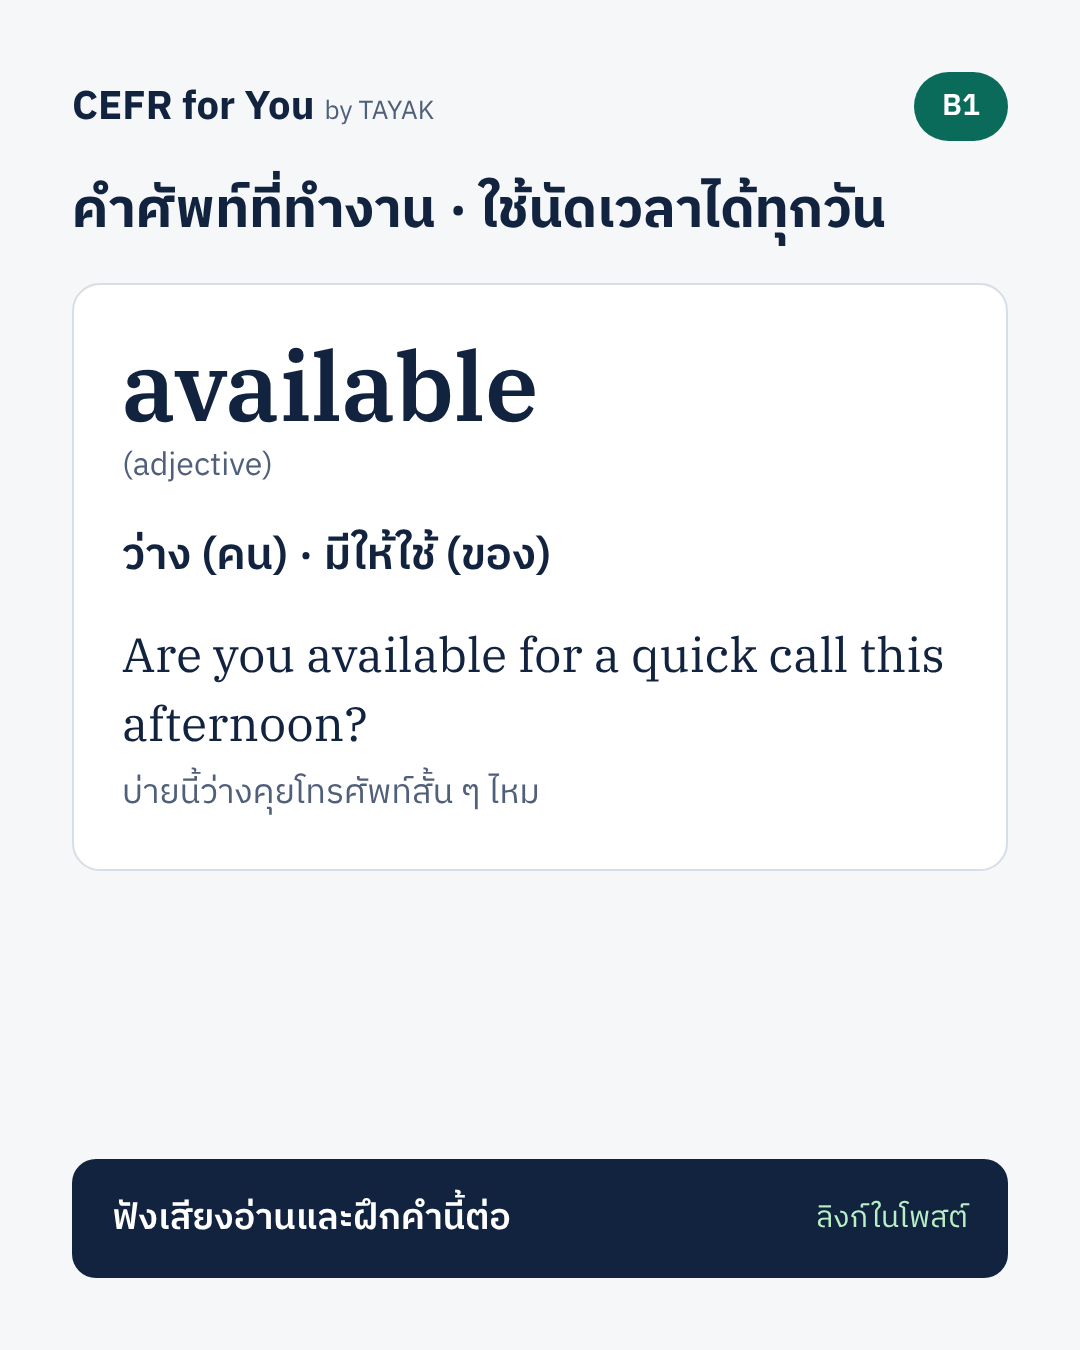 CEFR for You by TAYAK
B1
คำศัพท์ที่ทำงาน · ใช้นัดเวลาได้ทุกวัน
available
(adjective)
ว่าง (คน) · มีให้ใช้ (ของ)
Are you available for a quick call this
afternoon?
บ่ายนี้ว่างคุยโทรศัพท์สั้น ๆ ไหม
ฟังเสียงอ่านและฝึกคำนี้ต่อ
ลิงก์ในโพสต์